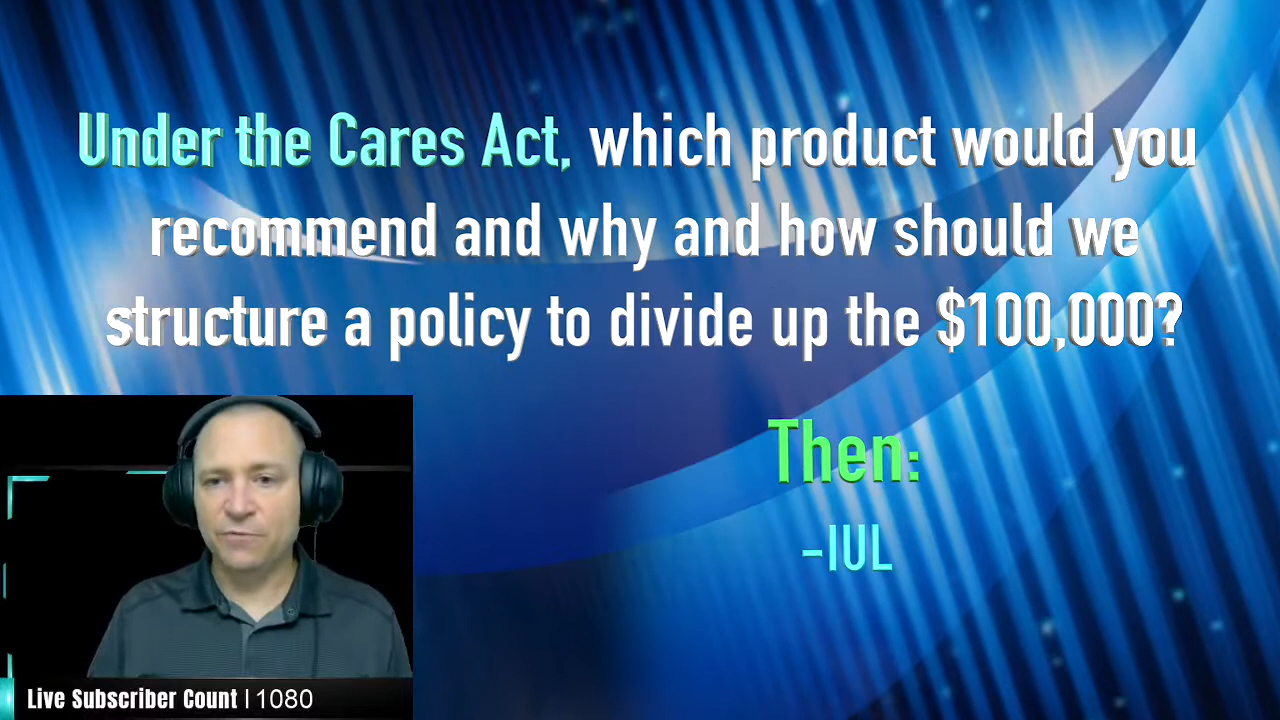 Under the Cares Act, which product would you
recommend and why and how should we
structure a policy to divide up the $100,000?
Then:
-IUL
Live Subscriber Count | 1080